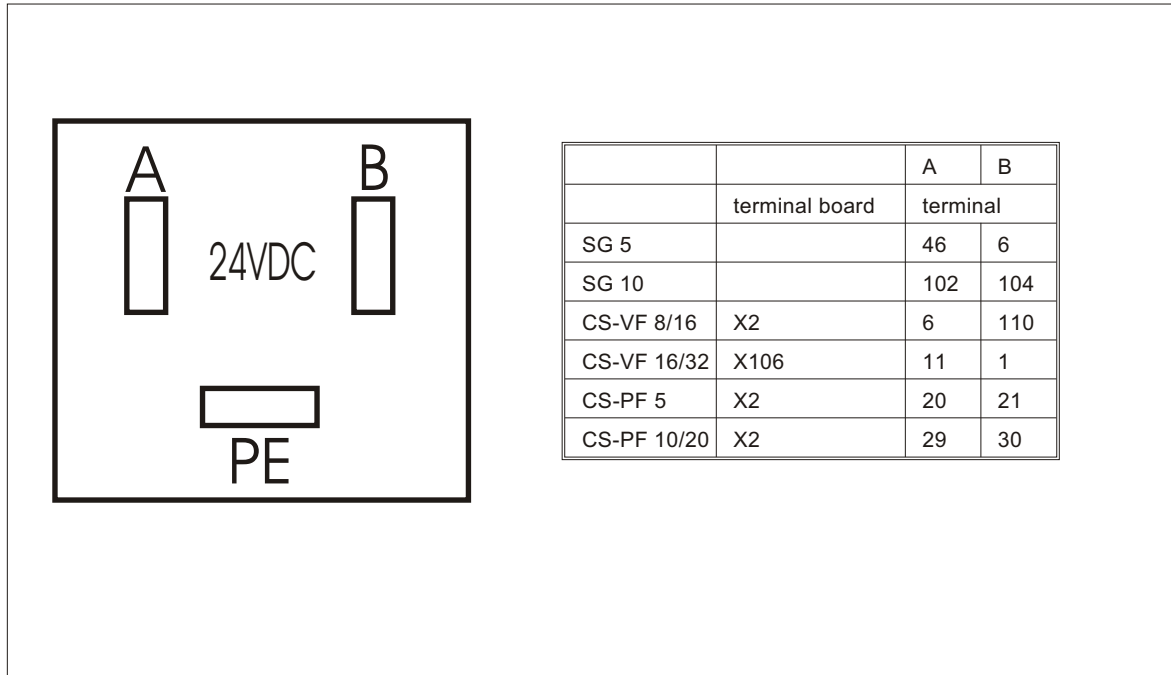 A B
24VDC
PE
A B
terminal board terminal
SG 5 46 6
SG 10 102 104
CS-VF 8/16 X2 6 110
CS-VF 16/32 X106 11 1
CS-PF 5 X2 20 21
CS-PF 10/20 X2 29 30